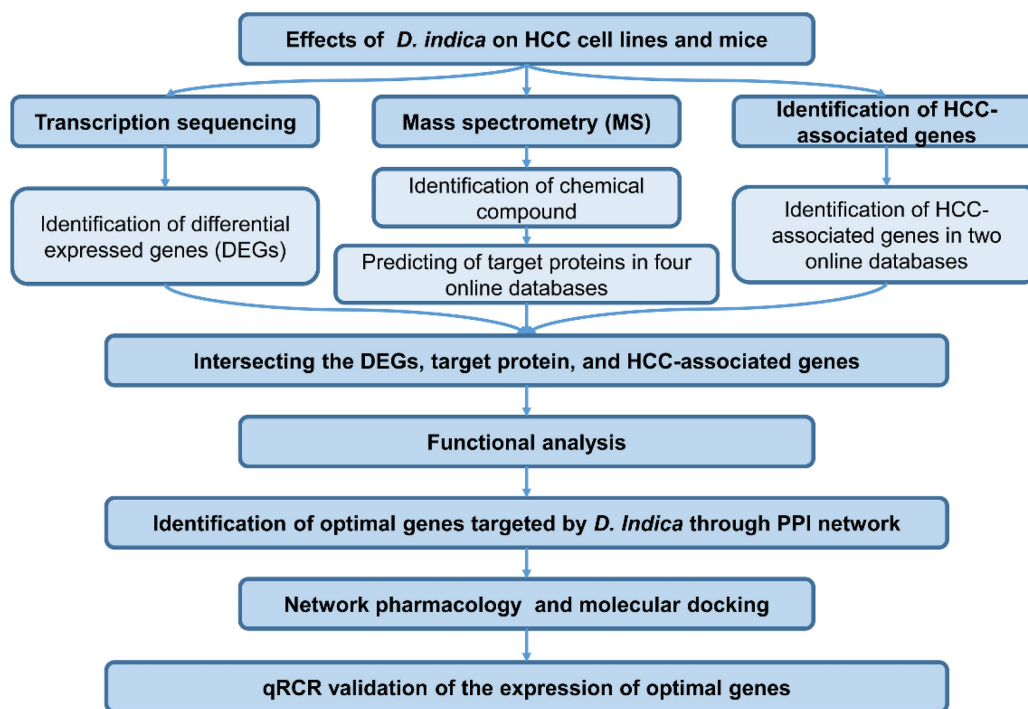 Effects of D. indica on HCC cell lines and mice
Transcription sequencing
Mass spectrometry (MS)
Identification of HCC-
associated genes
Identification of differential
expressed genes (DEGs)
Identification of chemical
compound
Predicting of target proteins in four
online databases
Identification of HCC-
associated genes in two
online databases
Intersecting the DEGs, target protein, and HCC-associated genes
Functional analysis
Identification of optimal genes targeted by D. Indica through PPI network
Network pharmacology and molecular docking
qRCR validation of the expression of optimal genes